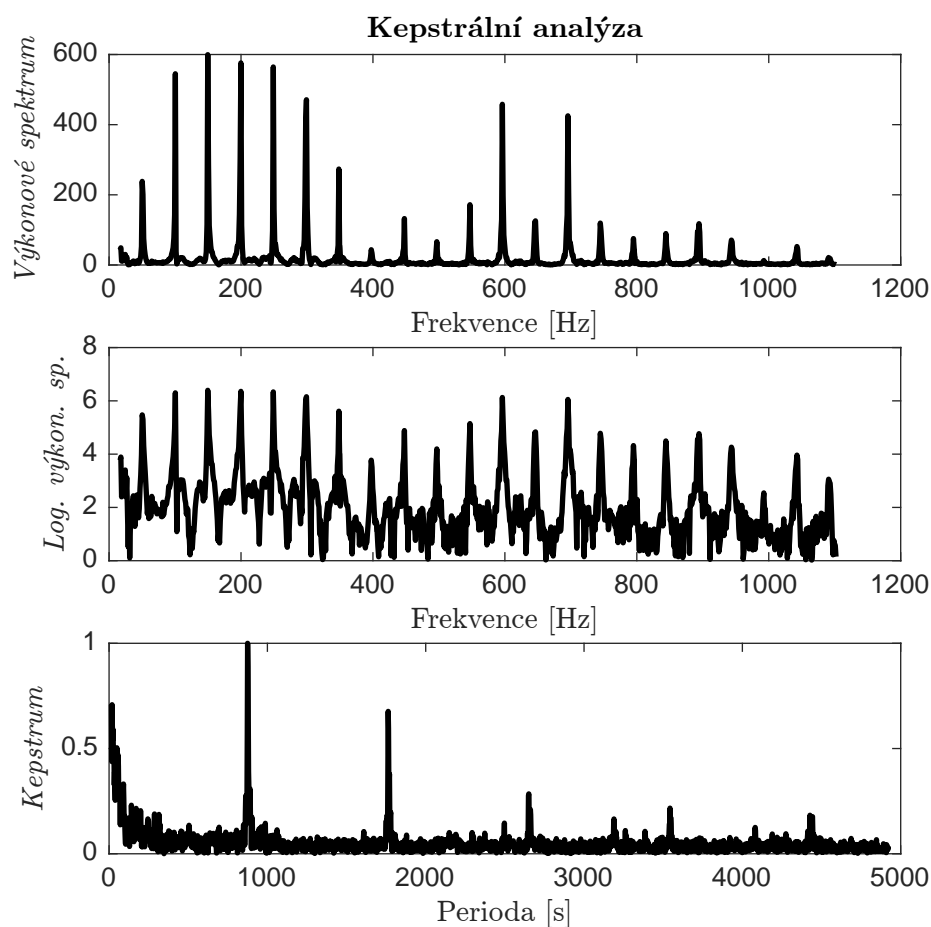 Kepstrální analýza
Výkonové spektrum
600
400
200
0
0 200 400 600 800 1000 1200
Frekvence [Hz]
Log. výkon. sp.
8
6
4
2
0
0 200 400 600 800 1000 1200
Frekvence [Hz]
Kepstrum
1
0.5
0
0 1000 2000 3000 4000 5000
Perioda [s]